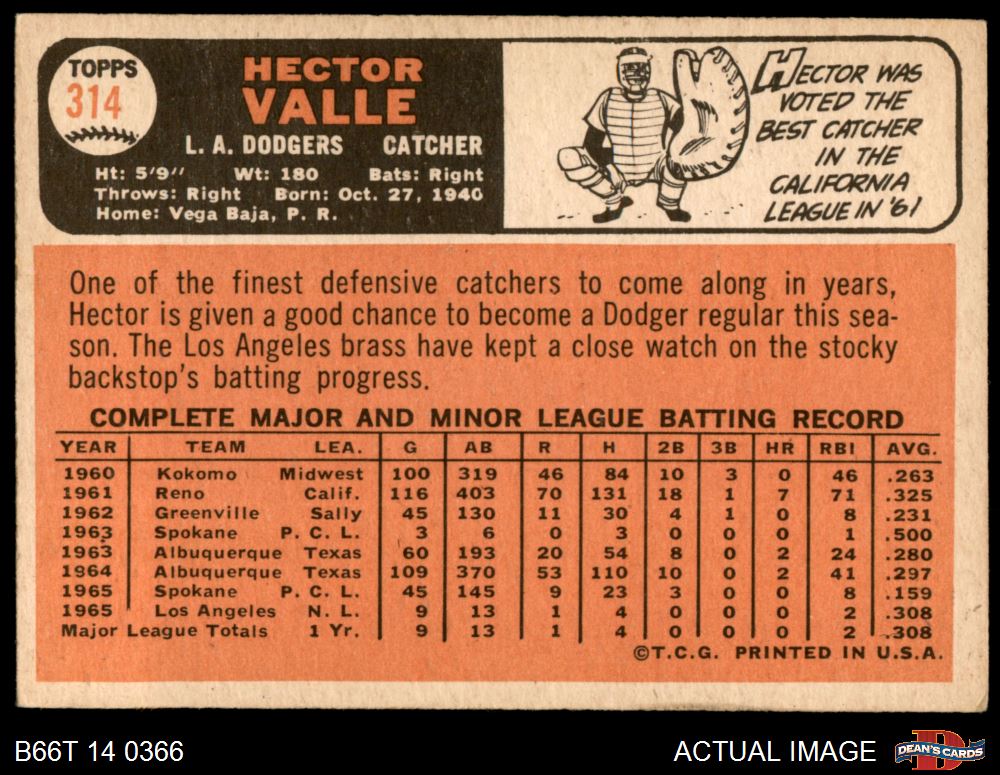 TOPPS
314
HECTOR
VALLE
L. A. DODGERS CATCHER
Ht: 5'9" Wt: 180 Bats: Right
Throws: Right Born: Oct. 27, 1940
Home: Vega Baja, P. R.
HECTOR WAS
VOTED THE
BEST CATCHER
IN THE
CALIFORNIA
LEAGUE IN '61
One of the finest defensive catchers to come along in years,
Hector is given a good chance to become a Dodger regular this sea-
son. The Los Angeles brass have kept a close watch on the stocky
backstop's batting progress.
COMPLETE MAJOR AND MINOR LEAGUE BATTING RECORD
YEAR TEAM LEA. G AB R H 2B 3B HR RBI AVG.
1960 Kokomo Midwest 100 319 46 84 10 3 0 46 .263
1961 Reno Calif. 116 403 70 131 18 1 7 71 .325
1962 Greenville Sally 45 130 11 30 4 1 0 8 .231
1963 Spokane P. C. L. 3 6 0 3 0 0 0 1 .500
1963 Albuquerque Texas 60 193 20 54 8 0 2 24 .280
1964 Albuquerque Texas 109 370 53 110 10 0 2 41 .297
1965 Spokane P. C. L. 45 145 9 23 3 0 0 8 .159
1965 Los Angeles N. L. 9 13 1 4 0 0 0 2 .308
Major League Totals 1 Yr. 9 13 1 4 0 0 0 2 .308
©T.C.G. PRINTED IN U.S.A.
B66T 14 0366 ACTUAL IMAGE
DEAN'S CARDS